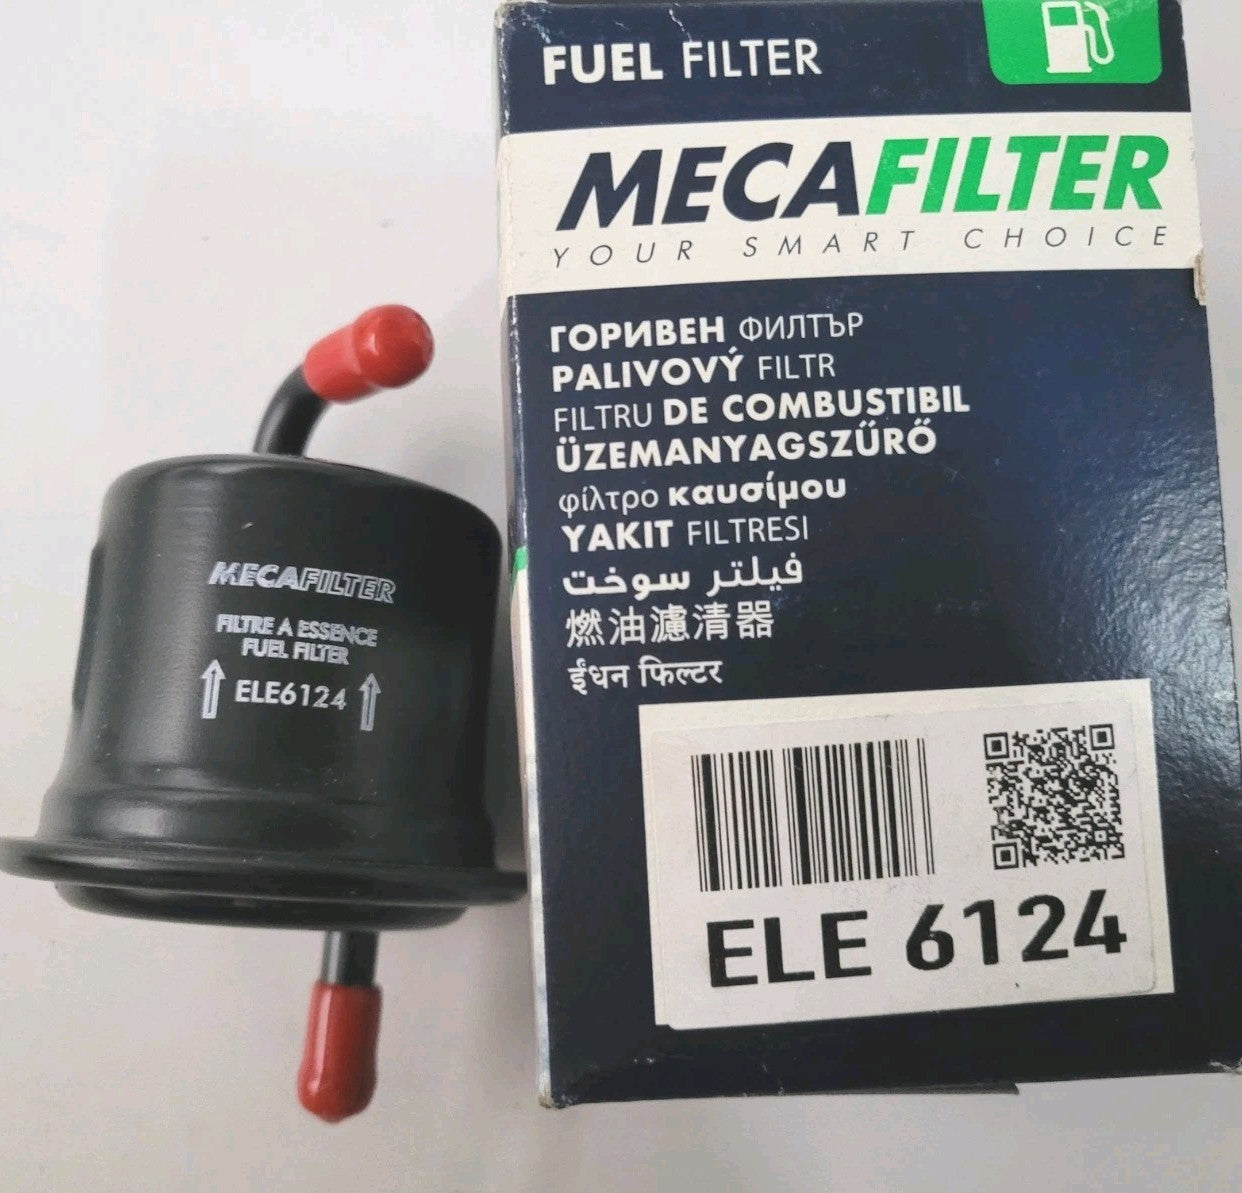 FUEL FILTER
MECAFILTER
YOUR SMART CHOICE
ГОРИВЕН ФИЛТЪР
PALIVOVÝ FILTR
FILTRU DE COMBUSTIBIL
ÜZEMANYAGSZŰRŐ
φίλτρο καυσίμου
YAKIT FILTRESI
فیلتر سوخت
燃油濾清器
ईंधन फिल्टर
ELE 6124
MECAFILTER
FILTRE A ESSENCE
FUEL FILTER
ELE6124